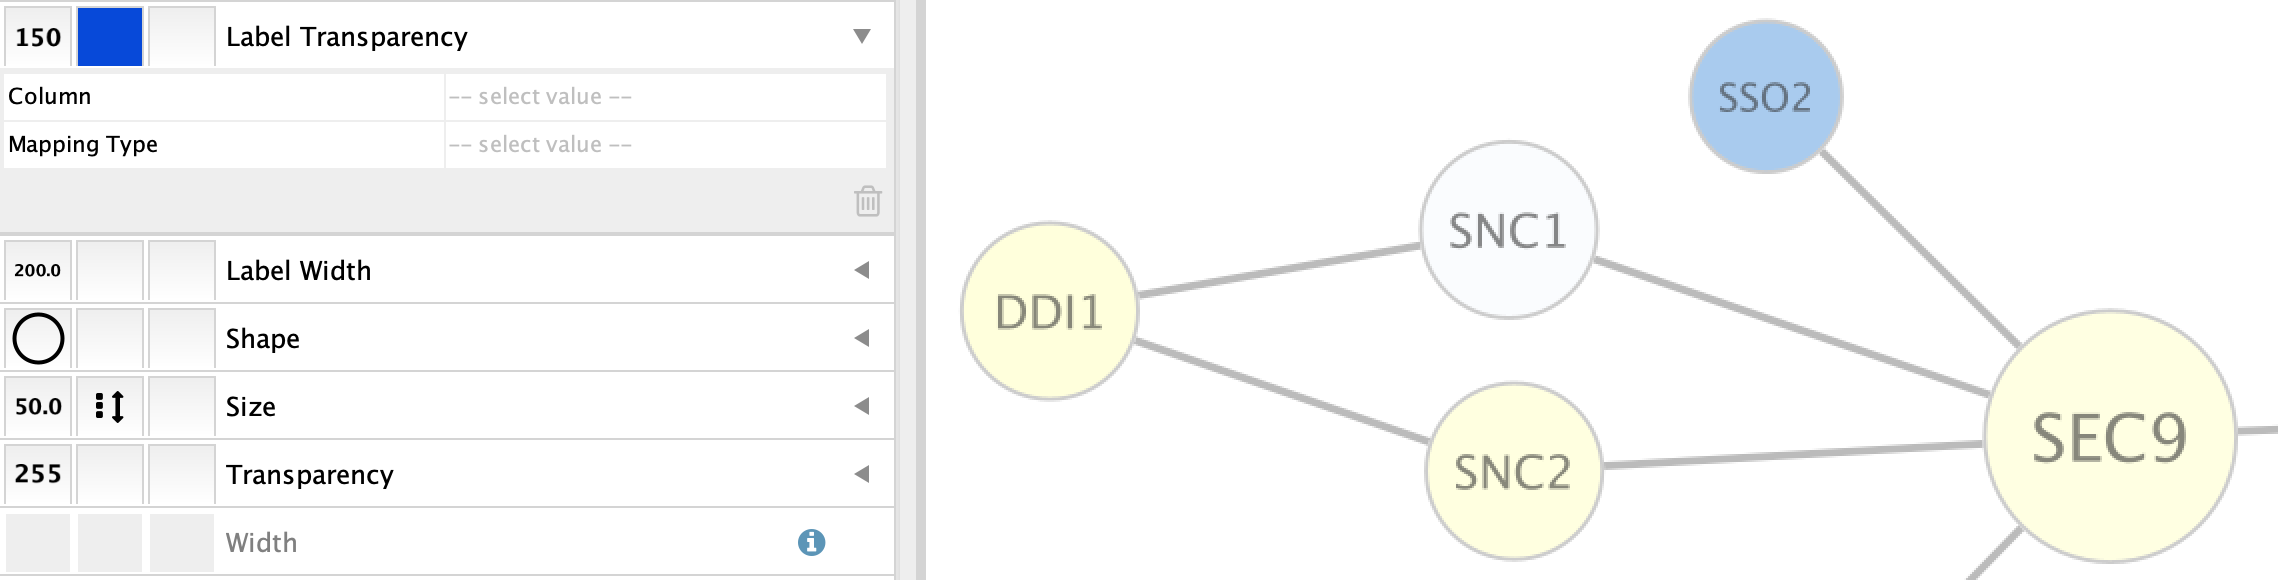 150 Label Transparency
Column -- select value --
Mapping Type -- select value --
200.0 Label Width
Shape
50.0 Size
255 Transparency
Width
SSO2
SNC1
DDI1
SEC9
SNC2